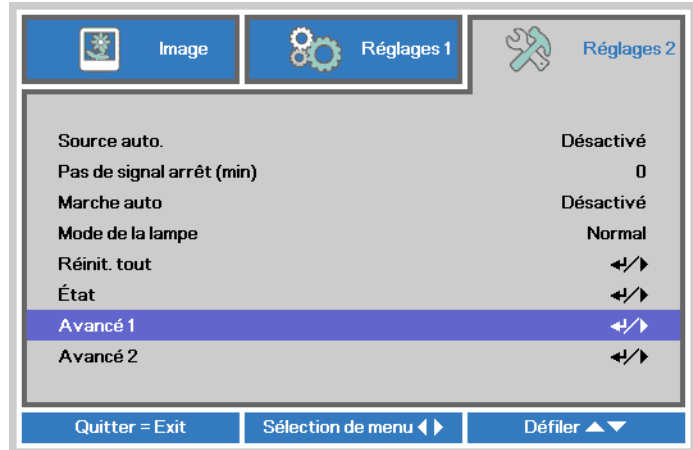 Image
Réglages 1
Réglages 2
Source auto. Désactivé
Pas de signal arrêt (min) 0
Marche auto Désactivé
Mode de la lampe Normal
Réinit. tout ↵/▶
État ↵/▶
Avancé 1 ↵/▶
Avancé 2 ↵/▶
Quitter = Exit
Sélection de menu ◀▶
Défiler ▲▼